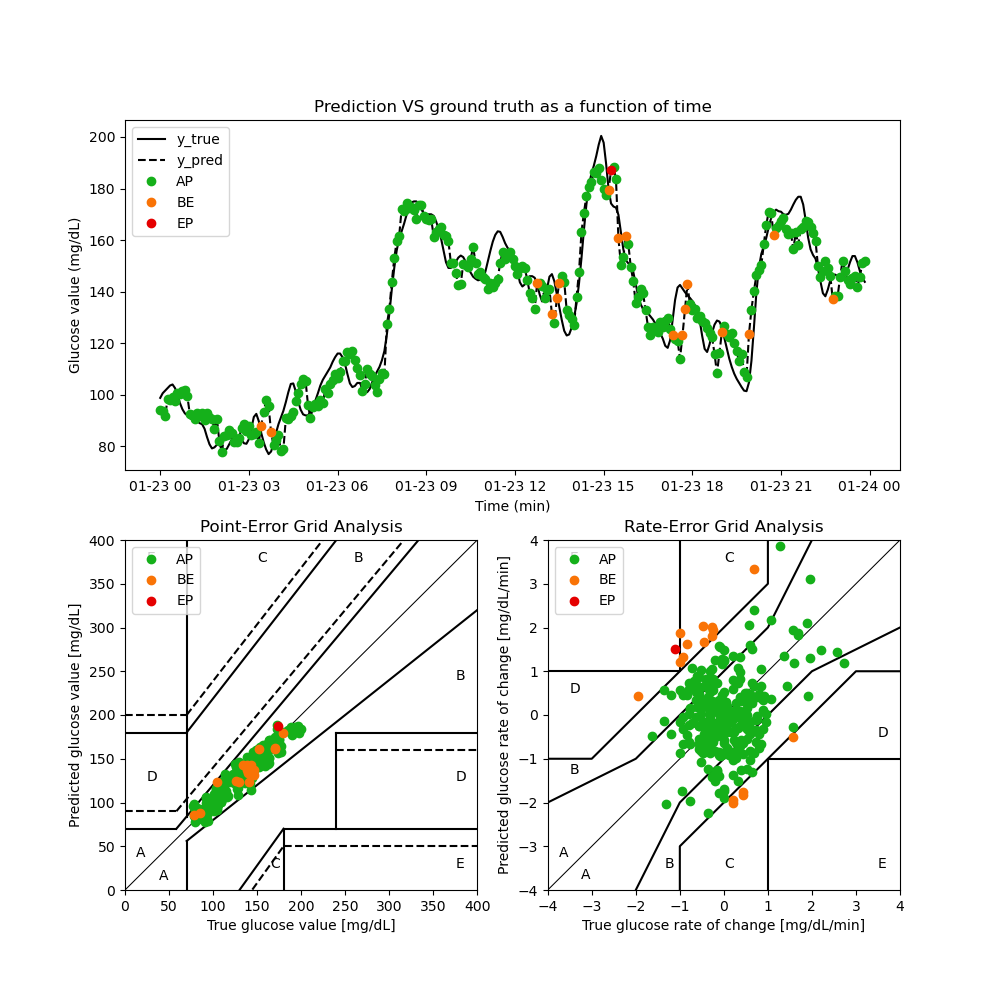 Prediction VS ground truth as a function of time
Glucose value (mg/dL)
200
180
160
140
120
100
80
y_true
y_pred
AP
BE
EP
01-23 00 01-23 03 01-23 06 01-23 09 01-23 12 01-23 15 01-23 18 01-23 21 01-24 00
Time (min)
Point-Error Grid Analysis
Predicted glucose value [mg/dL]
400
350
300
250
200
150
100
50
0
AP
BE
EP
C
B
B
D
D
A
A
C
E
0 50 100 150 200 250 300 350 400
True glucose value [mg/dL]
Rate-Error Grid Analysis
Predicted glucose rate of change [mg/dL/min]
4
3
2
1
0
−1
−2
−3
−4
AP
BE
EP
C
D
D
B
A
A
B
C
E
−4 −3 −2 −1 0 1 2 3 4
True glucose rate of change [mg/dL/min]